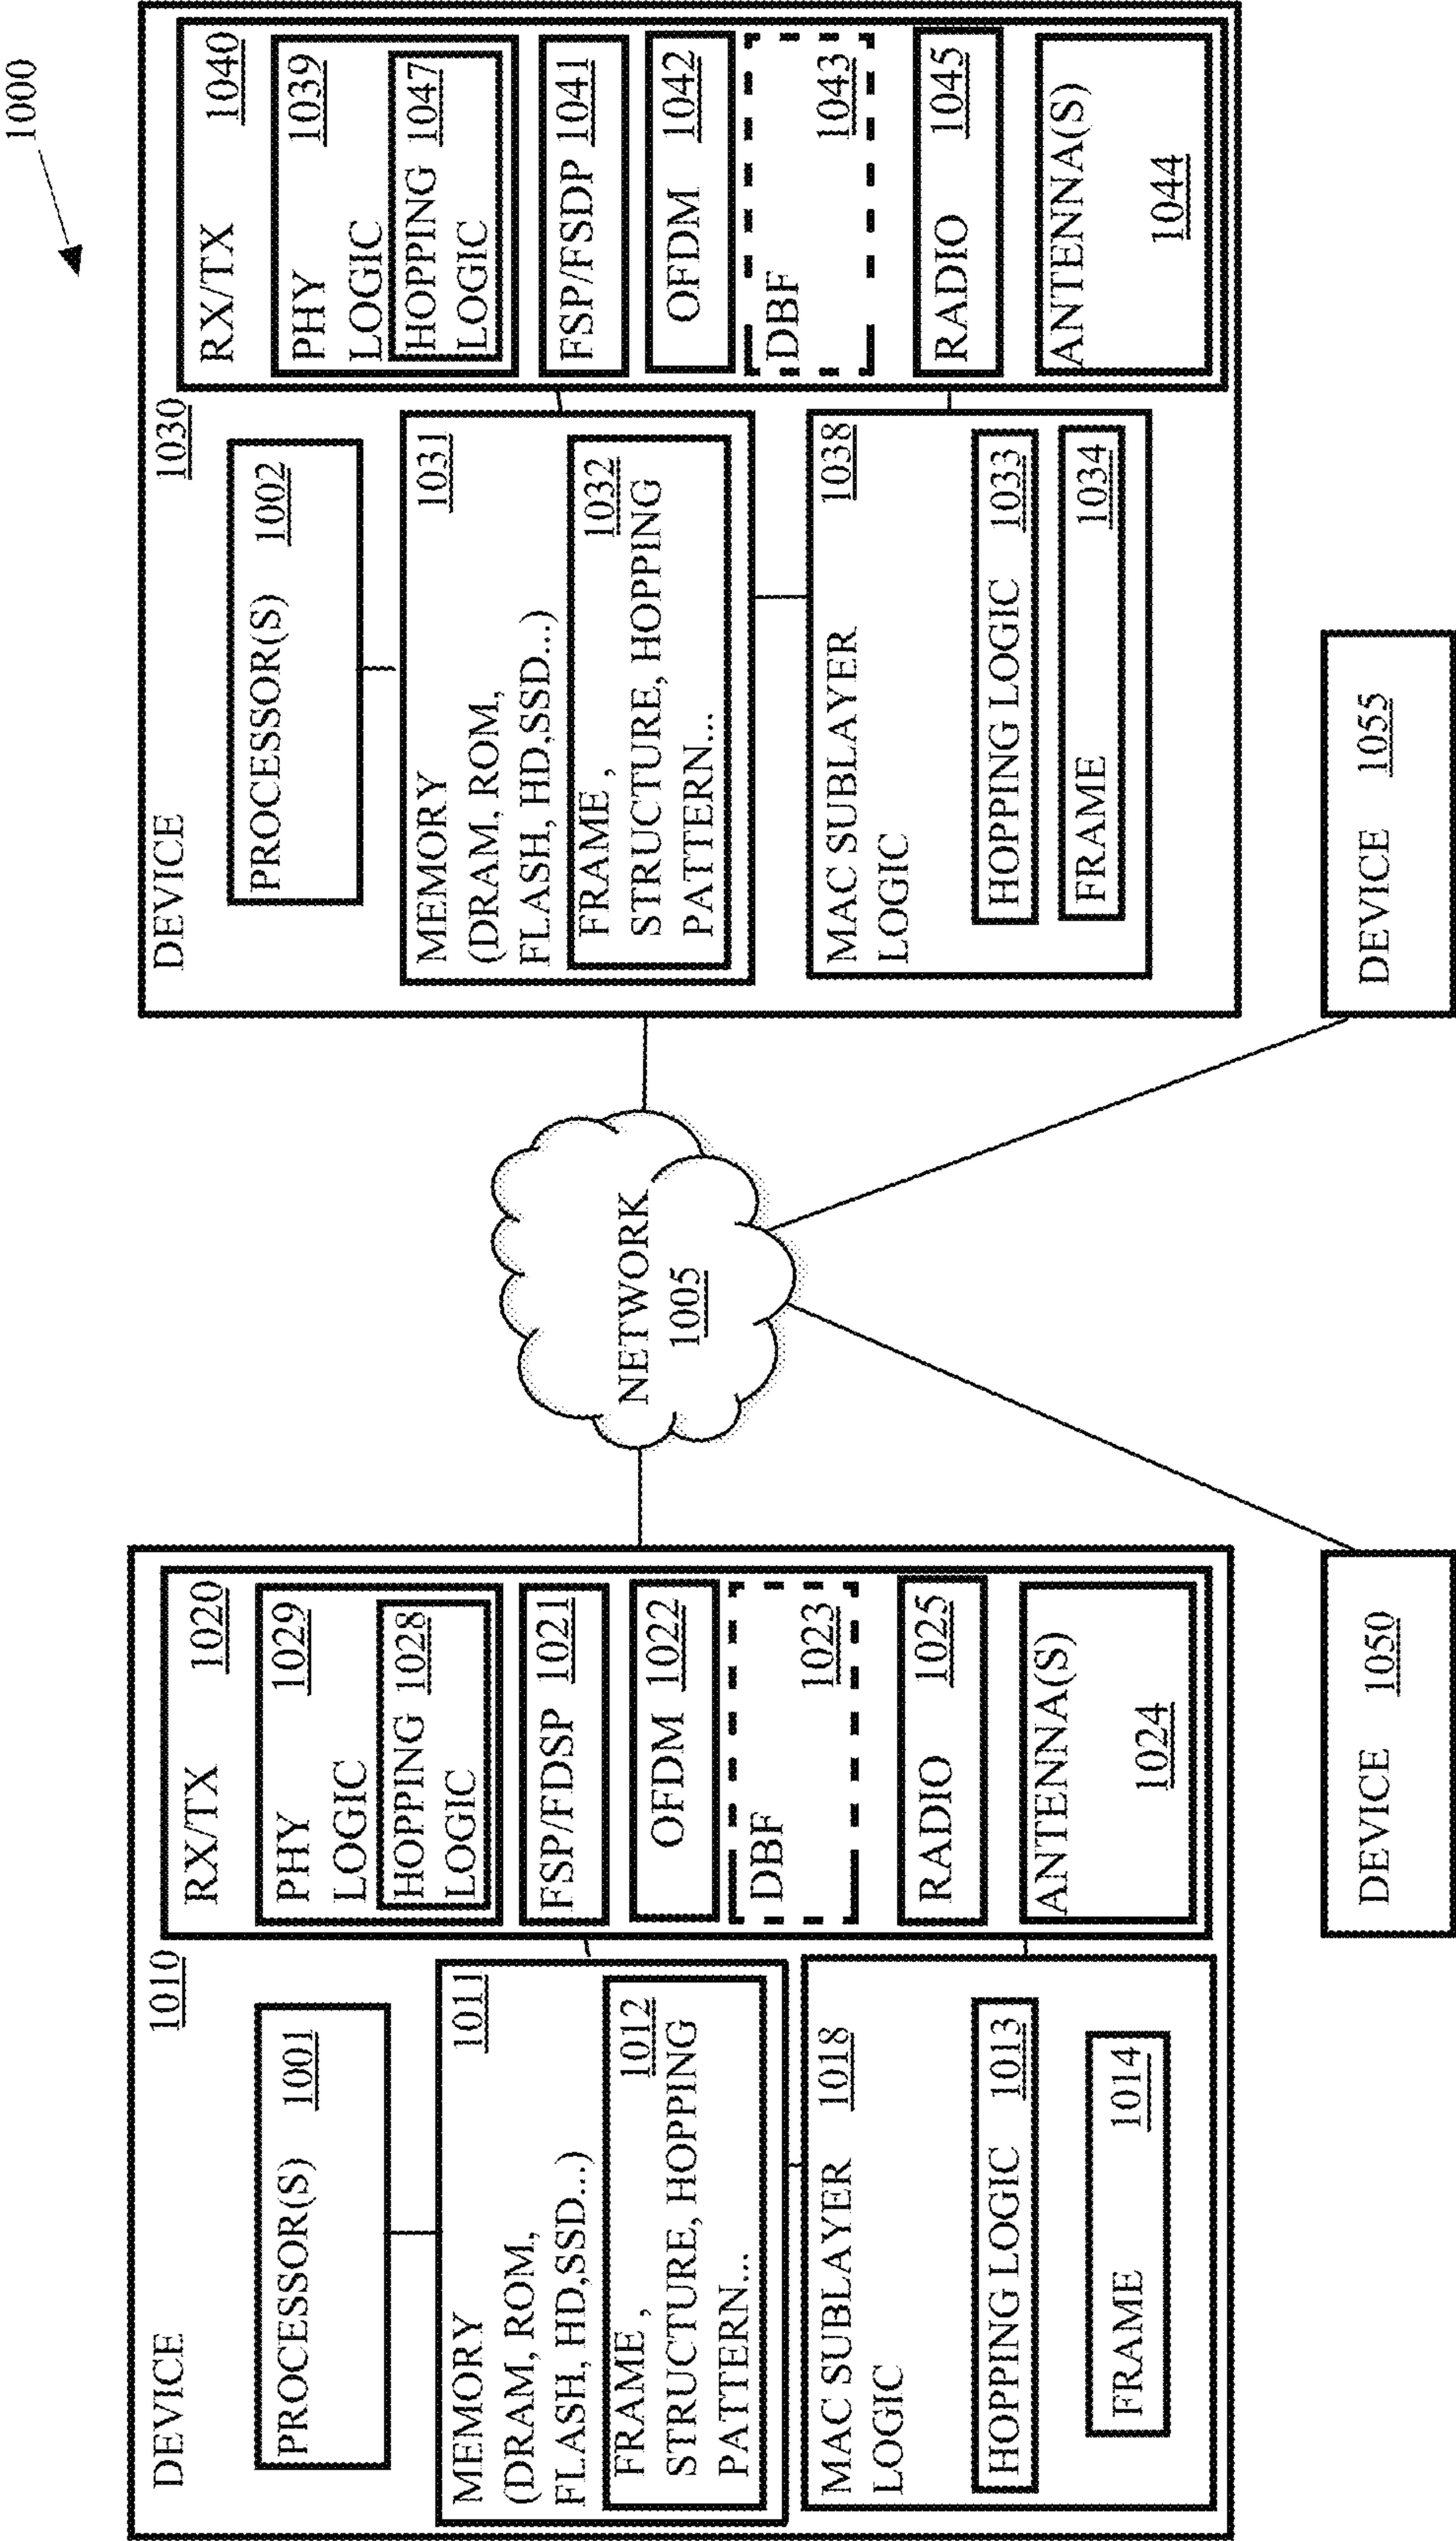 1000
DEVICE 1010
PROCESSOR(S) 1001
MEMORY 1011
(DRAM, ROM,
FLASH, HD,SSD...)
FRAME , 1012
STRUCTURE, HOPPING
PATTERN...
MAC SUBLAYER 1018
LOGIC
HOPPING LOGIC 1013
FRAME 1014
RX/TX 1020
PHY 1029
LOGIC
HOPPING 1028
LOGIC
FSP/FDSP 1021
OFDM 1022
DBF 1023
RADIO 1025
ANTENNA(S)
1024
NETWORK
1005
DEVICE 1030
PROCESSOR(S) 1002
MEMORY 1031
(DRAM, ROM,
FLASH, HD,SSD...)
FRAME , 1032
STRUCTURE, HOPPING
PATTERN...
MAC SUBLAYER 1038
LOGIC
HOPPING LOGIC 1033
FRAME 1034
RX/TX 1040
PHY 1039
LOGIC
HOPPING 1047
LOGIC
FSP/FSDP 1041
OFDM 1042
DBF 1043
RADIO 1045
ANTENNA(S)
1044
DEVICE 1050
DEVICE 1055